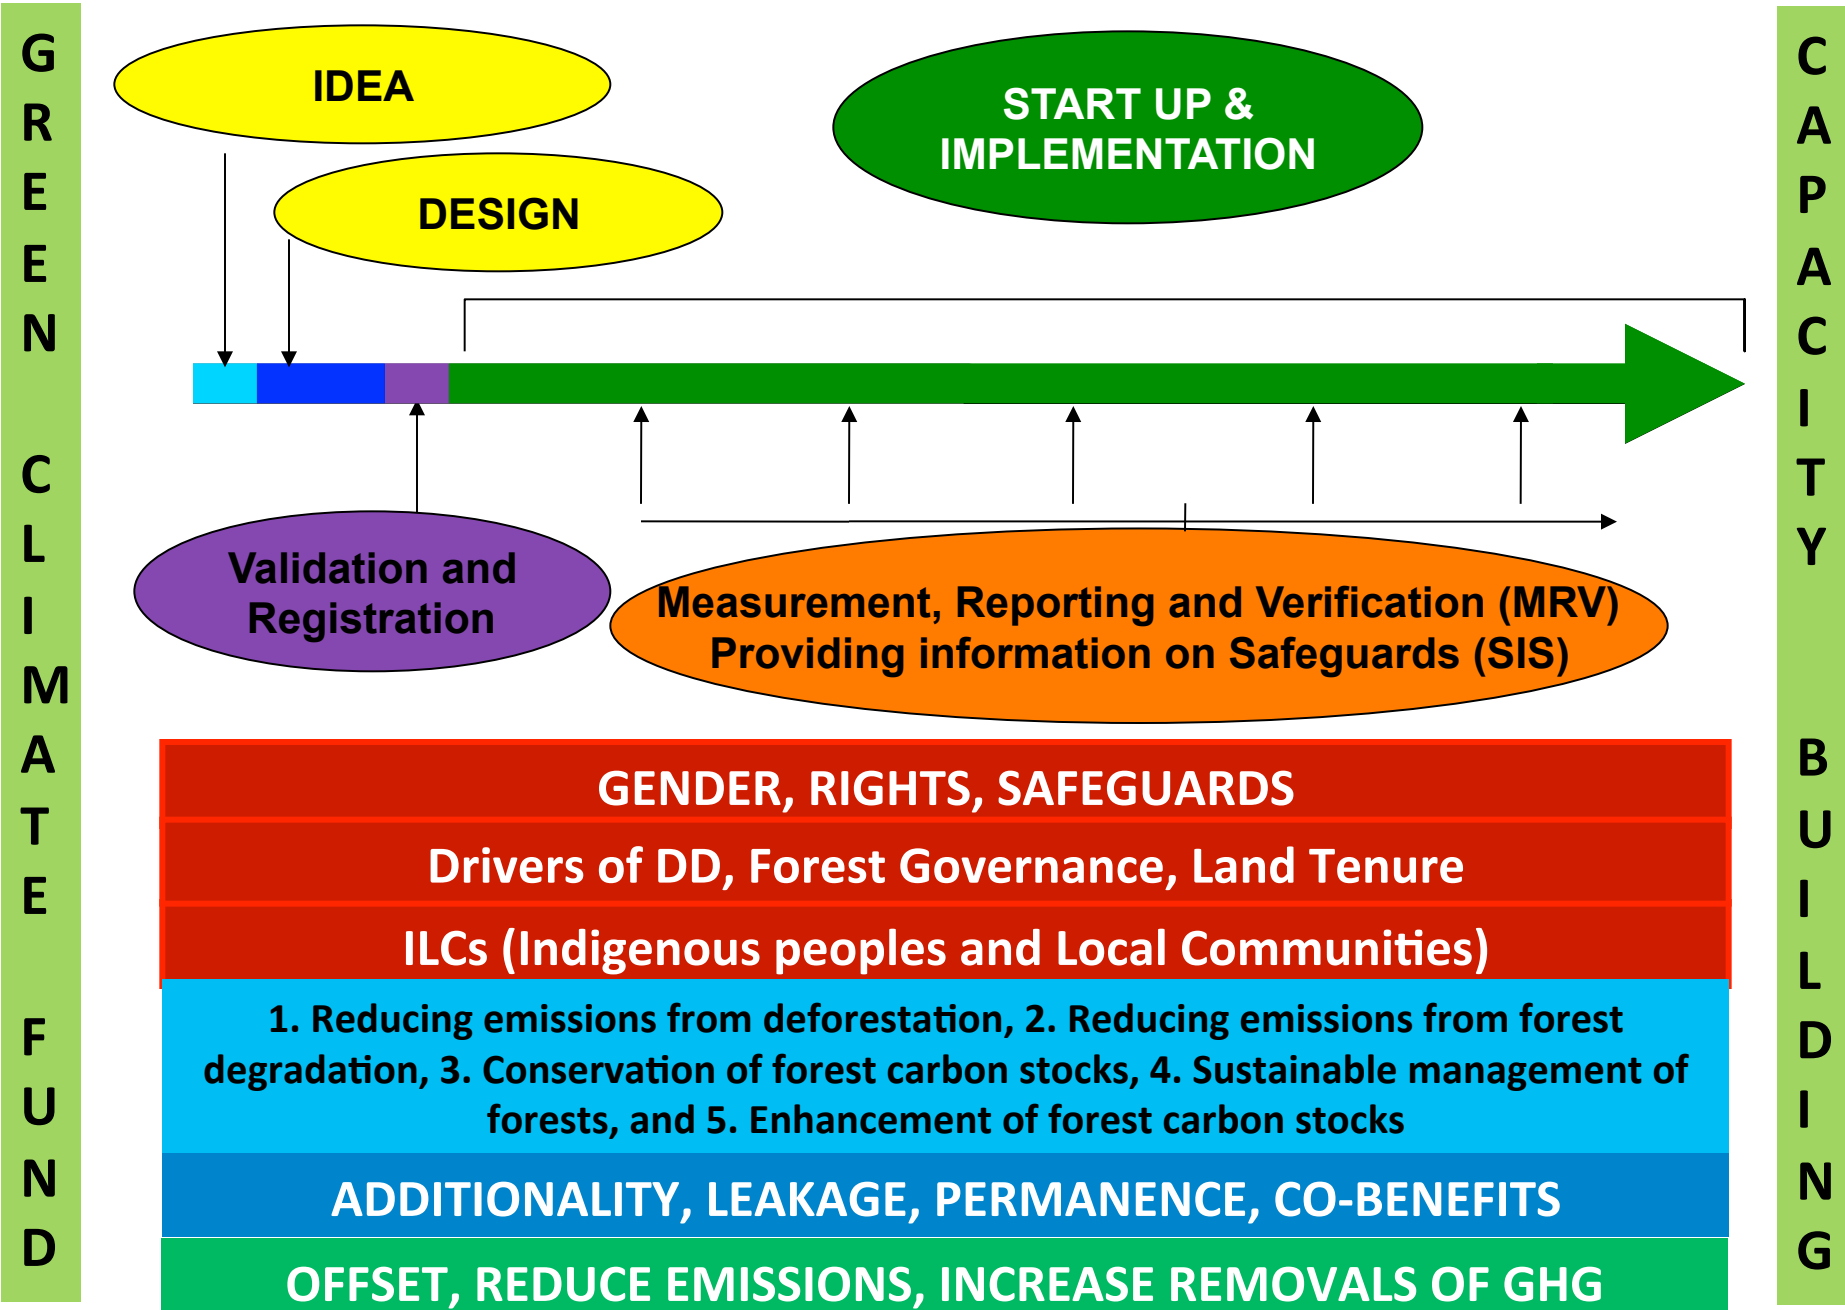 GREEN CLIMATE FUND
IDEA
DESIGN
START UP &
IMPLEMENTATION
Validation and
Registration
Measurement, Reporting and Verification (MRV)
Providing information on Safeguards (SIS)
GENDER, RIGHTS, SAFEGUARDS
Drivers of DD, Forest Governance, Land Tenure
ILCs (Indigenous peoples and Local Communities)
1. Reducing emissions from deforestation, 2. Reducing emissions from forest
degradation, 3. Conservation of forest carbon stocks, 4. Sustainable management of
forests, and 5. Enhancement of forest carbon stocks
ADDITIONALITY, LEAKAGE, PERMANENCE, CO-BENEFITS
OFFSET, REDUCE EMISSIONS, INCREASE REMOVALS OF GHG
CAPACITY BUILDING